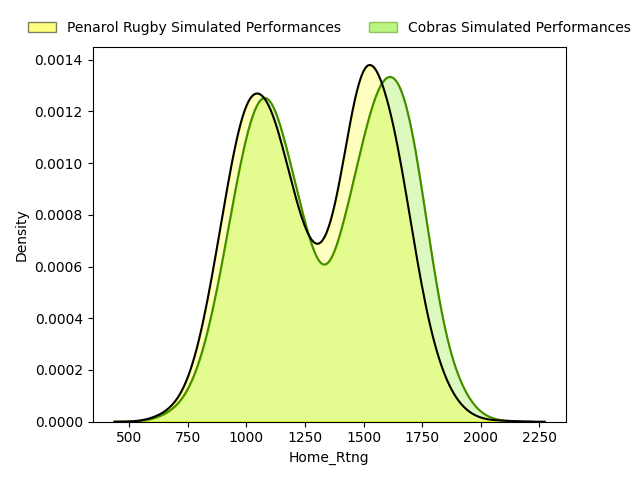 Penarol Rugby Simulated Performances Cobras Simulated Performances
0.0014
0.0012
0.0010
0.0008
0.0006
0.0004
0.0002
0.0000
Density
500 750 1000 1250 1500 1750 2000 2250
Home_Rtng